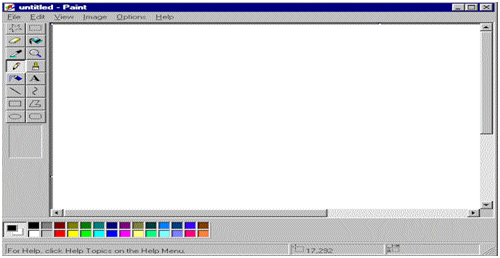 untitled - Paint
File Edit View Image Options Help
A
For Help, click Help Topics on the Help Menu.
17,292